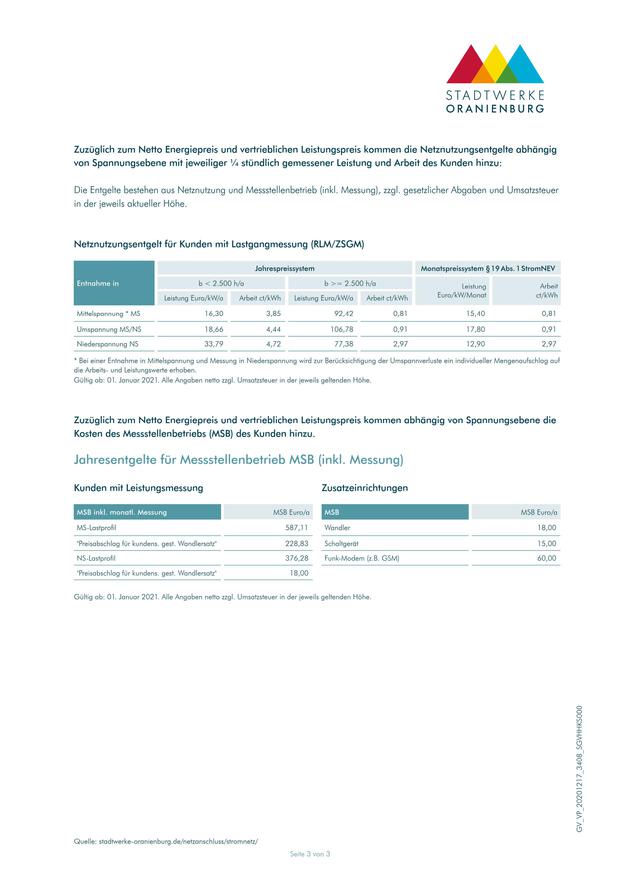 STADTWERKE
ORANIENBURG
Zuzüglich zum Netto Energiepreis und vertrieblichen Leistungspreis kommen die Netznutzungsentgelte abhängig
von Spannungsebene mit jeweiliger ¼ stündlich gemessener Leistung und Arbeit des Kunden hinzu:
Die Entgelte bestehen aus Netznutzung und Messstellenbetrieb (inkl. Messung), zzgl. gesetzlicher Abgaben und Umsatzsteuer
in der jeweils aktueller Höhe.
Netznutzungsentgelt für Kunden mit Lastgangmessung (RLM/ZSGM)
Entnahme in Jahrespreissystem Monatspreissystem § 19 Abs. 1 StromNEV
b < 2.500 h/a b >= 2.500 h/a Leistung Euro/kW/Monat Arbeit ct/kWh
Leistung Euro/kW/a Arbeit ct/kWh Leistung Euro/kW/a Arbeit ct/kWh
Mittelspannung * MS 16,30 3,85 92,42 0,81 15,40 0,81
Umspannung MS/NS 18,66 4,44 106,78 0,91 17,80 0,91
Niederspannung NS 33,79 4,72 77,38 2,97 12,90 2,97
* Bei einer Entnahme in Mittelspannung und Messung in Niederspannung wird zur Berücksichtigung der Umspannverluste ein individueller Mengenaufschlag auf
die Arbeits- und Leistungswerte erhoben.
Gültig ab: 01. Januar 2021. Alle Angaben netto zzgl. Umsatzsteuer in der jeweils geltenden Höhe.
Zuzüglich zum Netto Energiepreis und vertrieblichen Leistungspreis kommen abhängig von Spannungsebene die
Kosten des Messstellenbetriebs (MSB) des Kunden hinzu.
Jahresentgelte für Messstellenbetrieb MSB (inkl. Messung)
Kunden mit Leistungsmessung
MSB inkl. monatl. Messung MSB Euro/a
MS-Lastprofil 587,11
"Preisabschlag für kundens. gest. Wandlersatz" 228,83
NS-Lastprofil 376,28
"Preisabschlag für kundens. gest. Wandlersatz" 18,00
Zusatzeinrichtungen
MSB MSB Euro/a
Wandler 18,00
Schaltgerät 15,00
Funk-Modem (z.B. GSM) 60,00
Gültig ab: 01. Januar 2021. Alle Angaben netto zzgl. Umsatzsteuer in der jeweils geltenden Höhe.
GV_VP_20201217_3408_SGVHHKS000
Quelle: stadtwerke-oranienburg.de/netzanschluss/stromnetz/
Seite 3 von 3